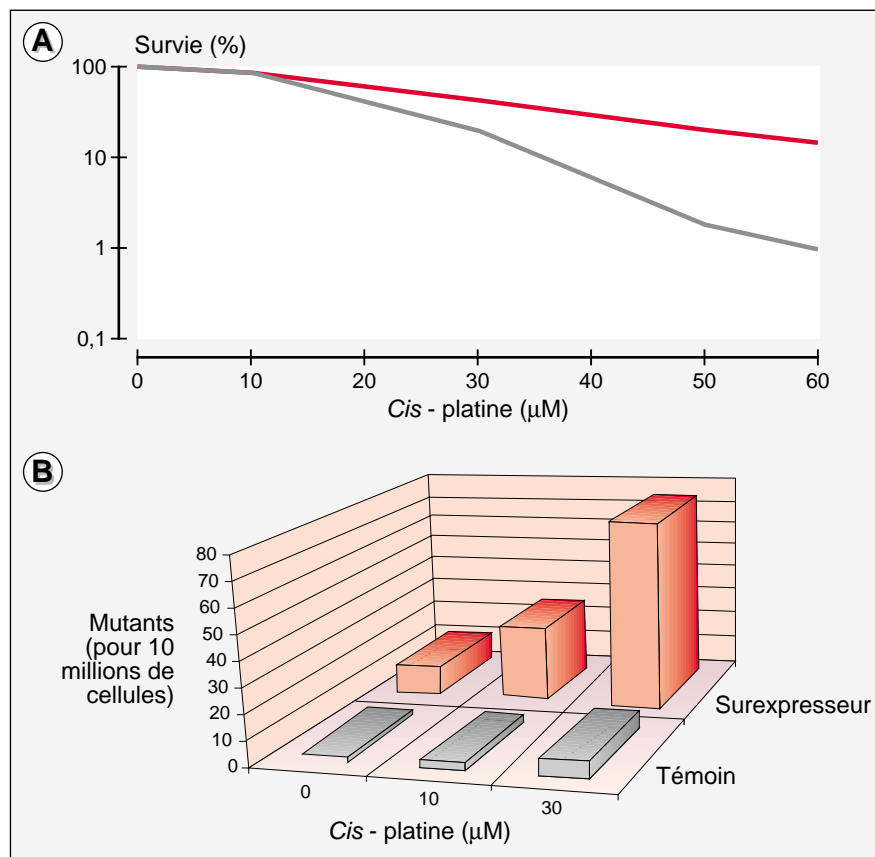 A
Survie (%)
100
10
1
0,1
0 10 20 30 40 50 60
Cis - platine (μM)
B
80
70
60
50
40
30
20
10
0
Mutants
(pour 10
millions de
cellules)
Surexpresseur
Témoin
0 10 30
Cis - platine (μM)